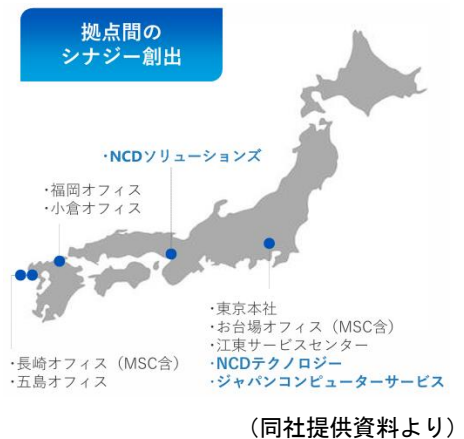 拠点間の
シナジー創出
・NCDソリューションズ
・福岡オフィス
・小倉オフィス
・東京本社
・お台場オフィス（MSC含）
・江東サービスセンター
・NCDテクノロジー
・ジャパンコンピューターサービス
・長崎オフィス（MSC含）
・五島オフィス
（同社提供資料より）